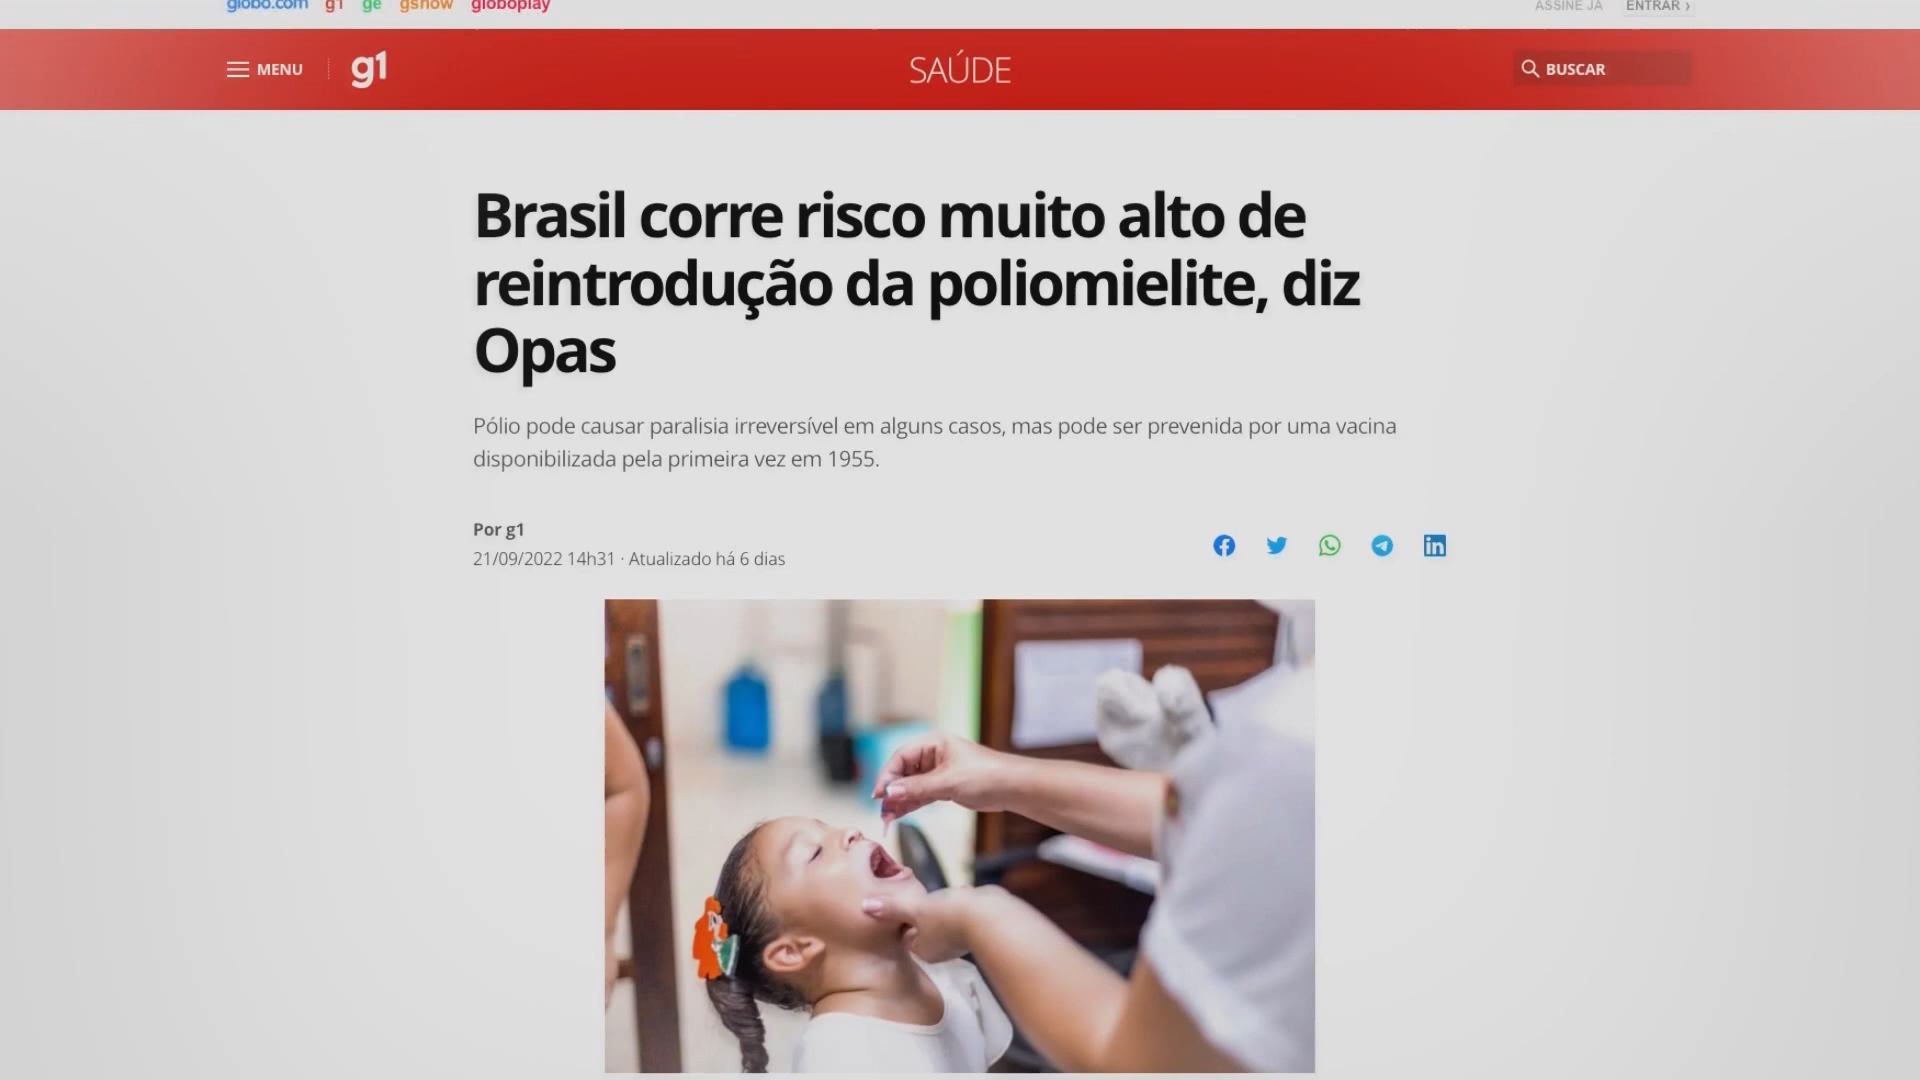 globo.com g1 ge gshow globoplay ASSINE JÁ ENTRAR ›
MENU g1 SAÚDE BUSCAR
Brasil corre risco muito alto de
reintrodução da poliomielite, diz
Opas
Pólio pode causar paralisia irreversível em alguns casos, mas pode ser prevenida por uma vacina
disponibilizada pela primeira vez em 1955.
Por g1
21/09/2022 14h31 · Atualizado há 6 dias